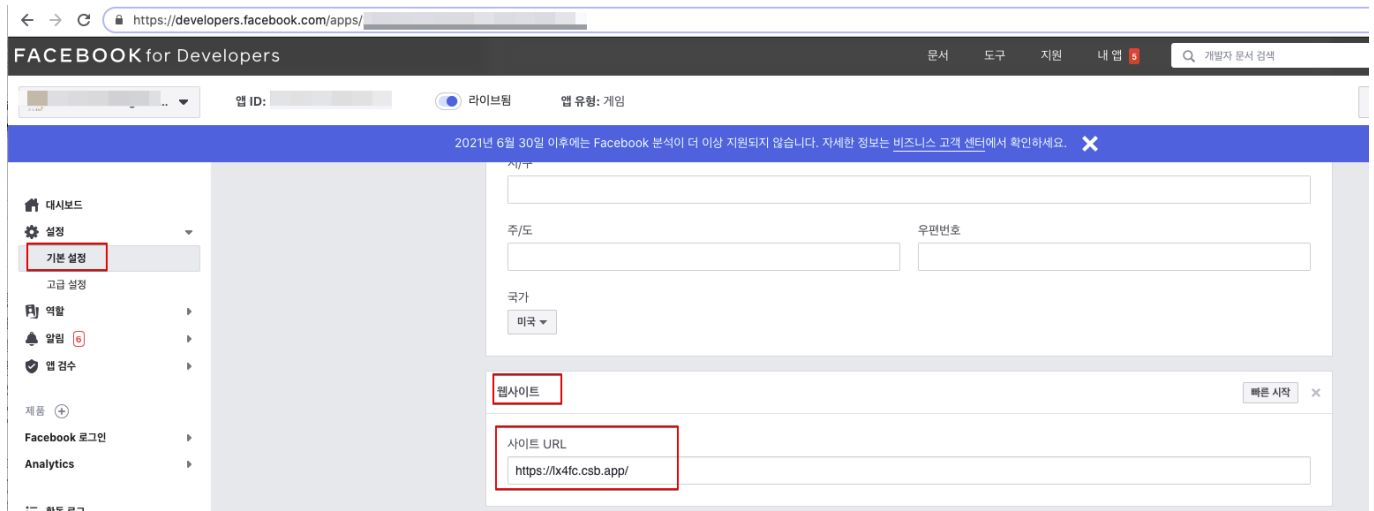 https://developers.facebook.com/apps/
FACEBOOK for Developers
문서 도구 지원 내 앱 5 개발자 문서 검색
.. 앱 ID: 라이브됨 앱 유형: 게임
2021년 6월 30일 이후에는 Facebook 분석이 더 이상 지원되지 않습니다. 자세한 정보는 비즈니스 고객 센터에서 확인하세요.
대시보드
설정
기본 설정
고급 설정
역할
알림 6
앱 검수
제품
Facebook 로그인
Analytics
시/구
주/도 우편번호
국가
미국
웹사이트 빠른 시작
사이트 URL
https://lx4fc.csb.app/